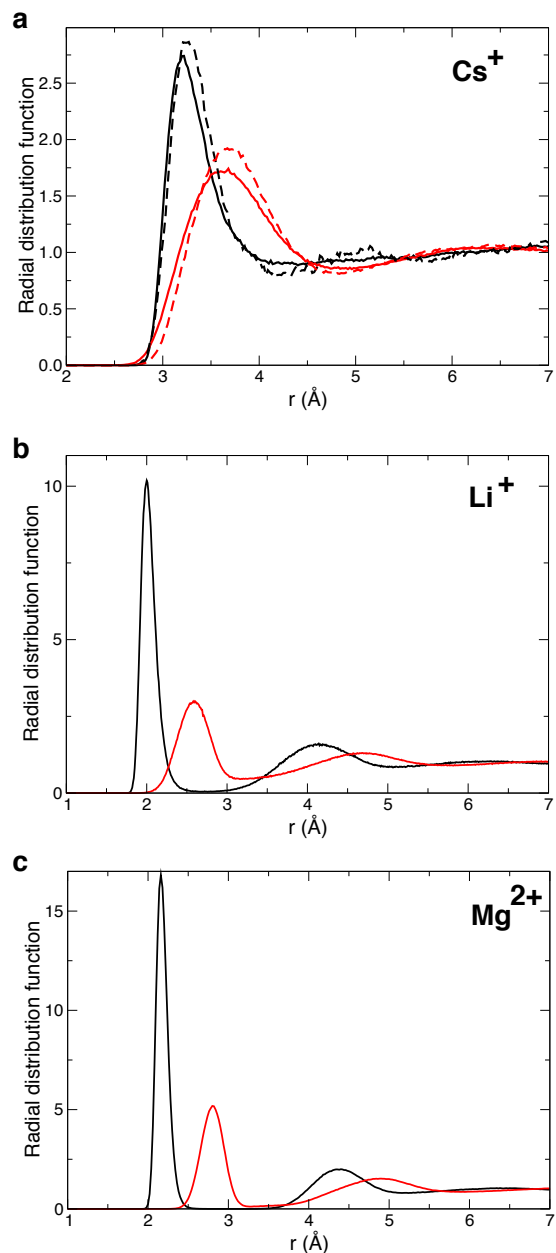 a
Cs+
Radial distribution function
2.5
2.0
1.5
1.0
0.5
0.0
2 3 4 5 6 7
r (Å)
b
Li+
Radial distribution function
10
5
0
1 2 3 4 5 6 7
r (Å)
c
Mg2+
Radial distribution function
15
10
5
0
1 2 3 4 5 6 7
r (Å)